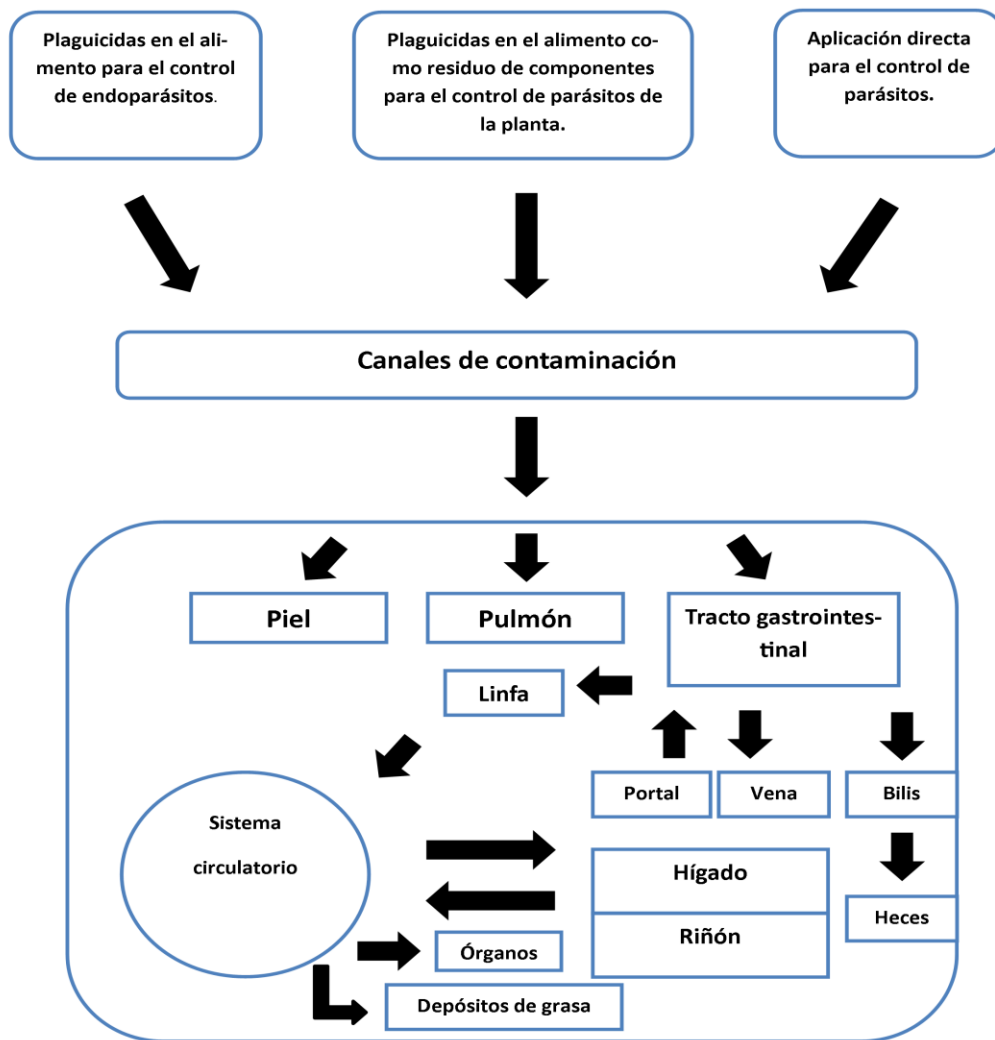 Plaguicidas en el ali-
mento para el control
de endoparásitos.
Plaguicidas en el alimento co-
mo residuo de componentes
para el control de parásitos de
la planta.
Aplicación directa
para el control de
parásitos.
Canales de contaminación
Piel
Pulmón
Tracto gastrointes-
tinal
Linfa
Portal
Vena
Bilis
Sistema
circulatorio
Hígado
Riñón
Heces
Órganos
Depósitos de grasa